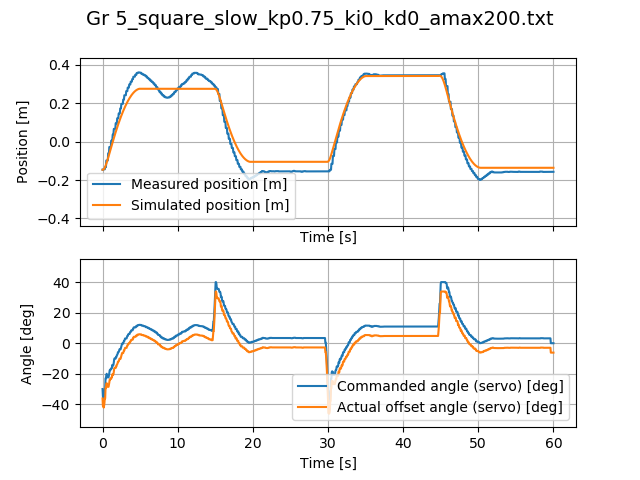 Gr 5_square_slow_kp0.75_ki0_kd0_amax200.txt
0.4
0.2
0.0
−0.2
−0.4
Position [m]
Measured position [m]
Simulated position [m]
Time [s]
40
20
0
−20
−40
Angle [deg]
Commanded angle (servo) [deg]
Actual offset angle (servo) [deg]
0 10 20 30 40 50 60
Time [s]